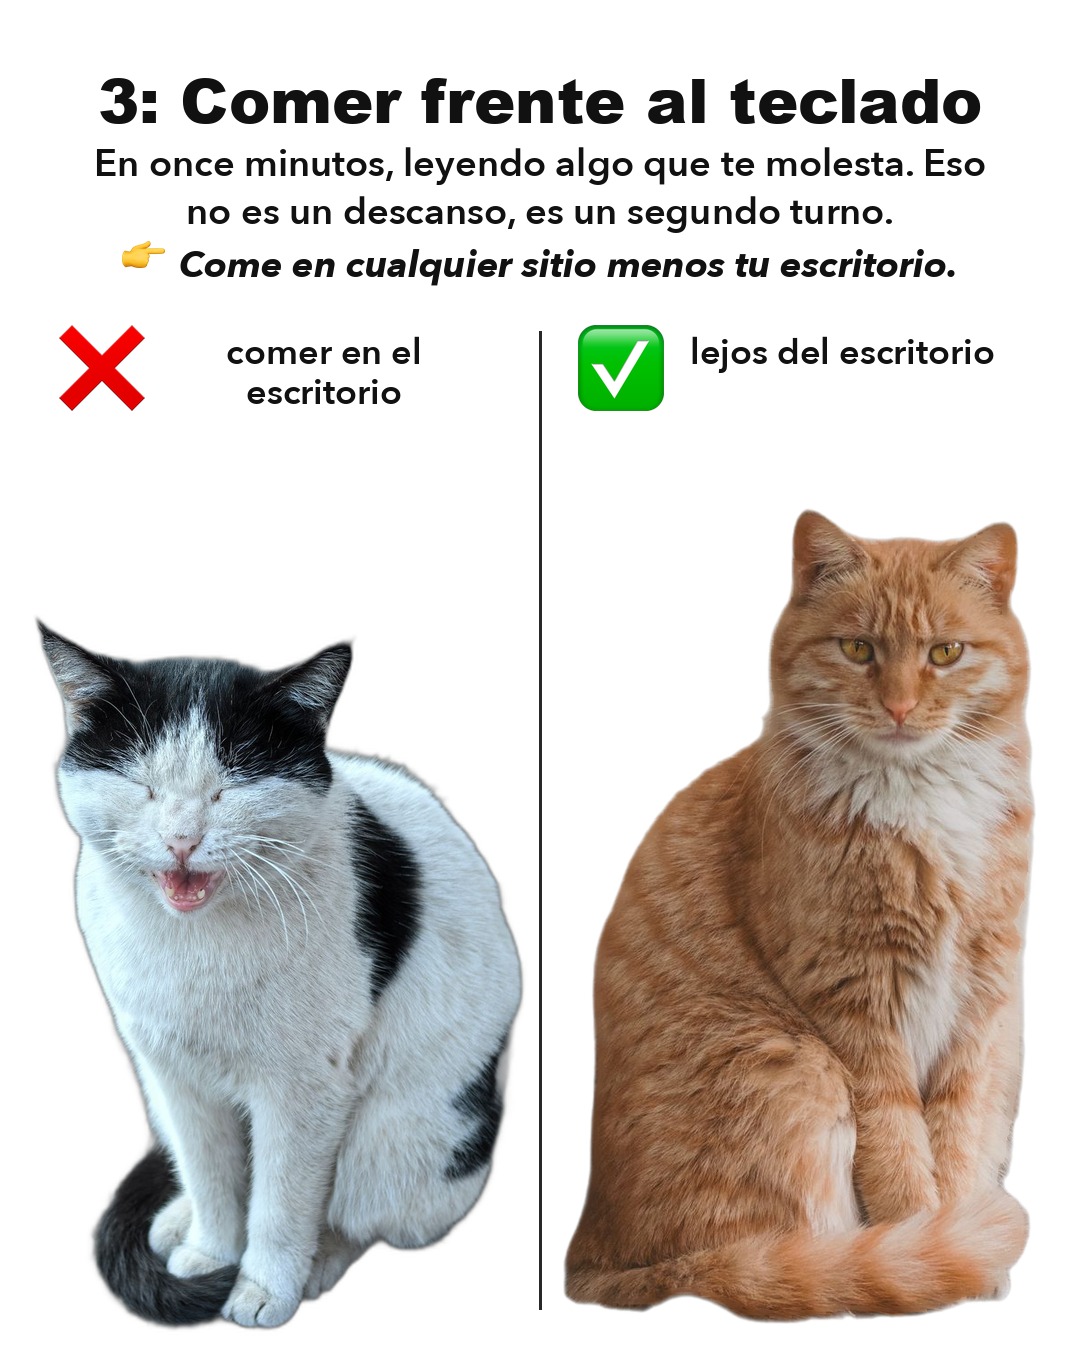 3: Comer frente al teclado
En once minutos, leyendo algo que te molesta. Eso
no es un descanso, es un segundo turno.
👉 Come en cualquier sitio menos tu escritorio.
❌ comer en el
escritorio
✅ lejos del escritorio